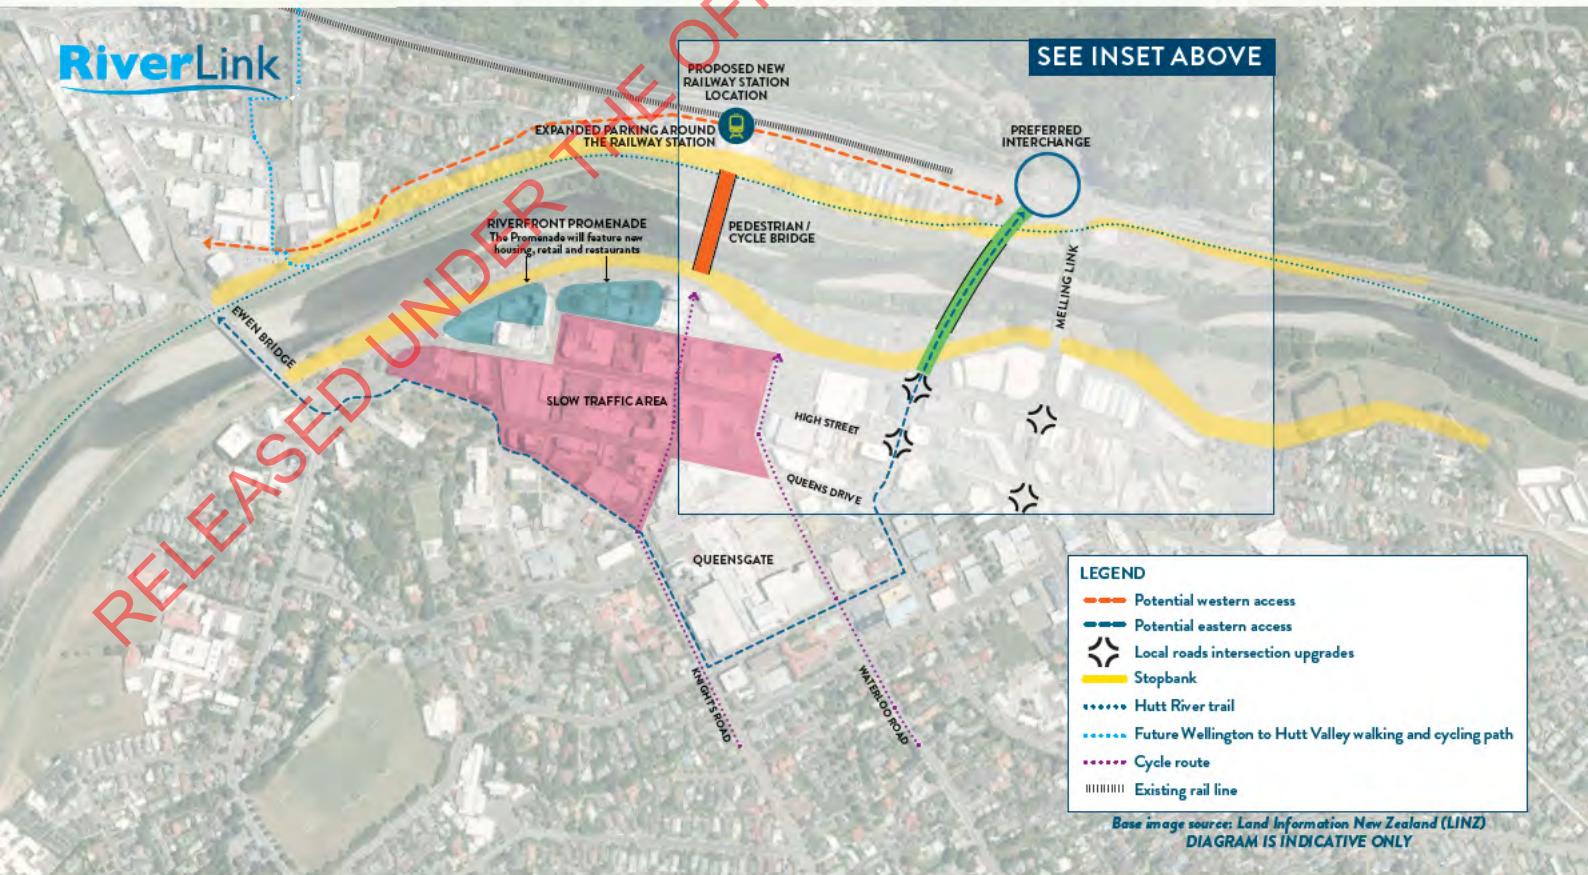 RiverLink
SEE INSET ABOVE
PROPOSED NEW
RAILWAY STATION
LOCATION
EXPANDED PARKING AROUND
THE RAILWAY STATION
PREFERRED
INTERCHANGE
RIVERFRONT PROMENADE
The Promenade will feature new
housing, retail and restaurants
PEDESTRIAN /
CYCLE BRIDGE
MELLING LINK
EWEN BRIDGE
SLOW TRAFFIC AREA
HIGH STREET
QUEENS DRIVE
QUEENSGATE
KNIGHTS ROAD
WATERLOO ROAD
RELEASED UNDER THE OF
LEGEND
Potential western access
Potential eastern access
Local roads intersection upgrades
Stopbank
Hutt River trail
Future Wellington to Hutt Valley walking and cycling path
Cycle route
Existing rail line
Base image source: Land Information New Zealand (LINZ)
DIAGRAM IS INDICATIVE ONLY